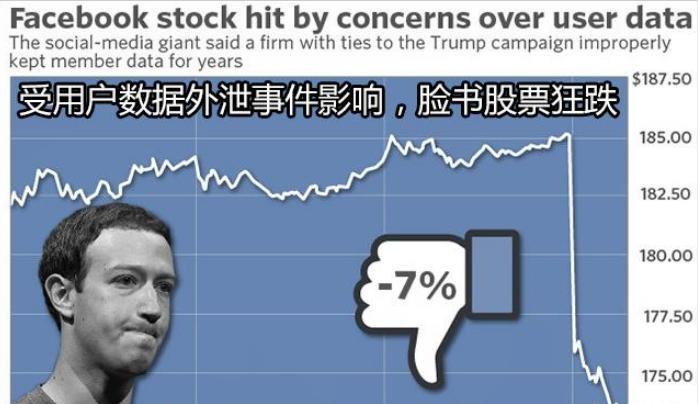 Facebook stock hit by concerns over user data
The social-media giant said a firm with ties to the Trump campaign improperly
kept member data for years
$187.50
受用户数据外泄事件影响，脸书股票狂跌
185.00
182.50
180.00
-7%
177.50
175.00